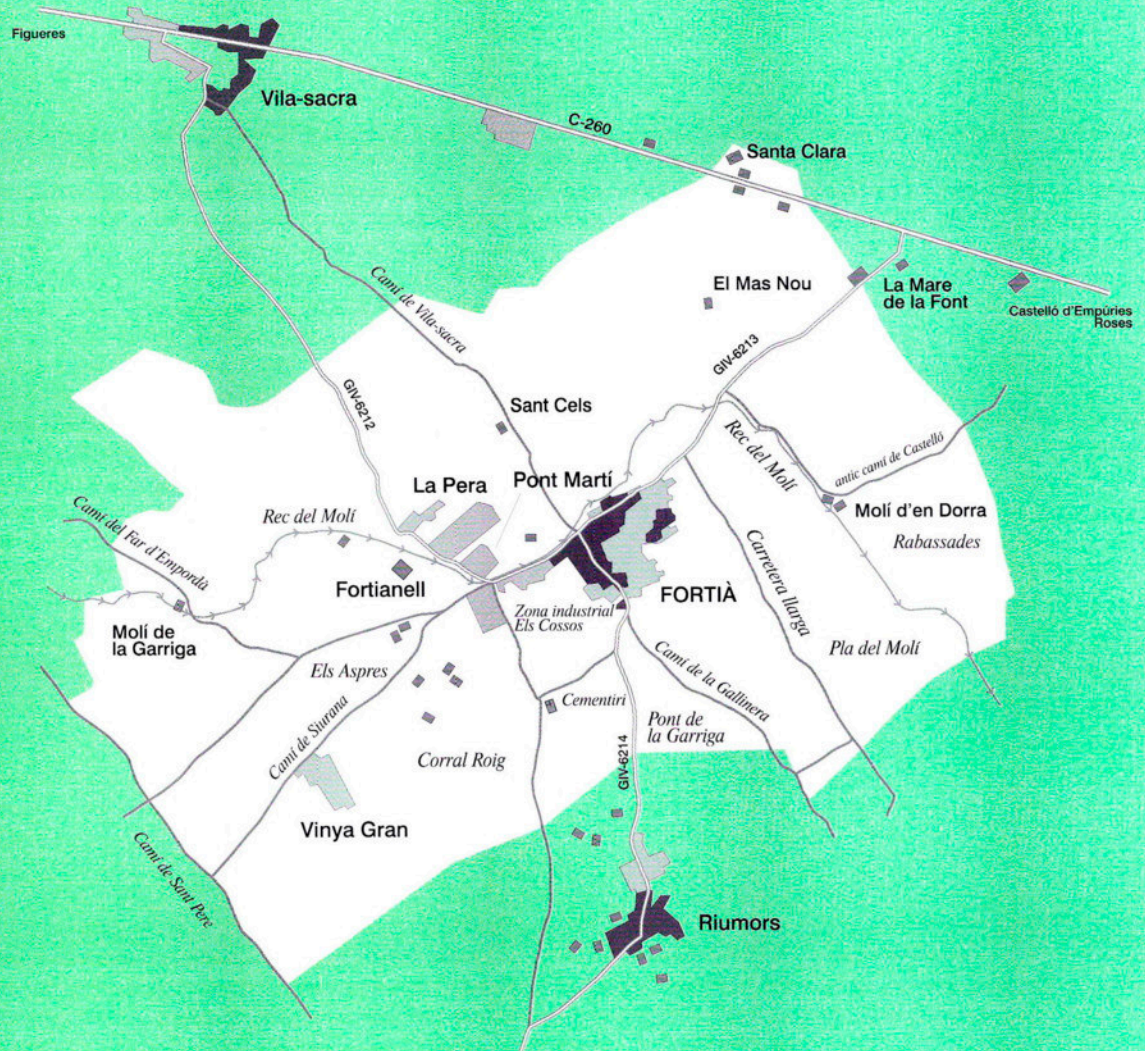 Figueres
Vila-sacra
C-260
Santa Clara
El Mas Nou
La Mare
de la Font
Castelló d'Empúries
Roses
Camí de Vila-sacra
GIV-6213
GIV-6212
Sant Cels
Rec del Molí
antic camí de Castelló
La Pera
Pont Martí
Rec del Molí
Molí d'en Dorra
Rabassades
Camí del Far d'Empordà
Fortianell
FORTIÀ
Carretera llarga
Zona industrial
Els Cossos
Molí de
la Garriga
Els Aspres
Pla del Molí
Camí de la Gallinera
Cementiri
Camí de Siurana
Corral Roig
Pont de
la Garriga
GIV-6214
Vinya Gran
Camí de Sant Pere
Riumors